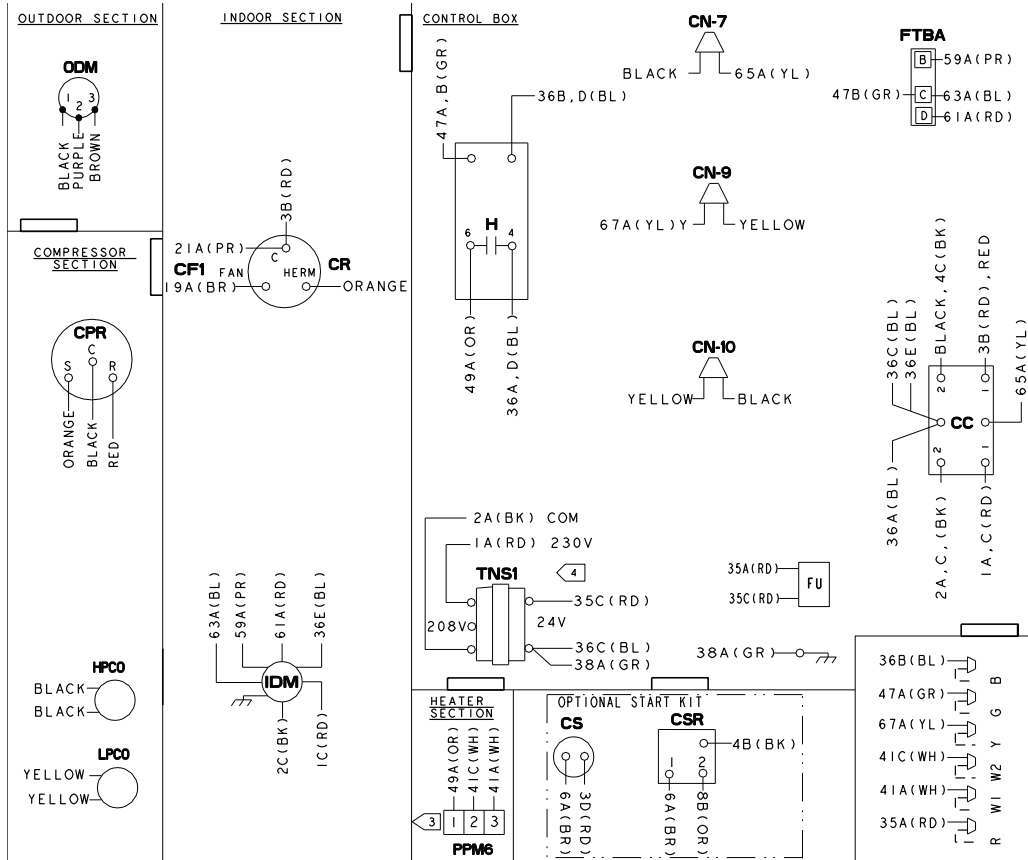 OUTDOOR SECTION
ODM
1 2 3
BLACK
PURPLE
BROWN
COMPRESSOR
SECTION
CPR
S C R
ORANGE
BLACK
RED
HPCO
BLACK
BLACK
LPCO
YELLOW
YELLOW
INDOOR SECTION
3B(RD)
21A(PR)
C
CF1 FAN HERM CR
19A(BR)
ORANGE
63A(BL)
59A(PR)
61A(RD)
36E(BL)
IDM
2C(BK)
1C(RD)
CONTROL BOX
47A,B(GR)
36B,D(BL)
H
6 4
49A(OR)
36A,D(BL)
CN-7
BLACK 65A(YL)
CN-9
67A(YL)Y YELLOW
CN-10
YELLOW BLACK
FTBA
B 59A(PR)
47B(GR) C 63A(BL)
D 61A(RD)
36C(BL)
36E(BL)
BLACK,4C(BK)
3B(RD),RED
65A(YL)
2 1
CC
2 1
36A(BL)
2A,C,(BK)
1A,C(RD)
2A(BK) COM
1A(RD) 230V
TNS1
4
35C(RD)
208V 24V
36C(BL)
38A(GR)
35A(RD)
35C(RD)
FU
38A(GR)
HEATER
SECTION
49A(OR)
41C(WH)
41A(WH)
3 1 2 3
PPM6
OPTIONAL START KIT
CS
6A(BR)
3D(RD)
CSR
4B(BK)
1 2
6A(BR)
8B(OR)
36B(BL) B
47A(GR) G
67A(YL) Y
41C(WH) W2
41A(WH) W1
35A(RD) R